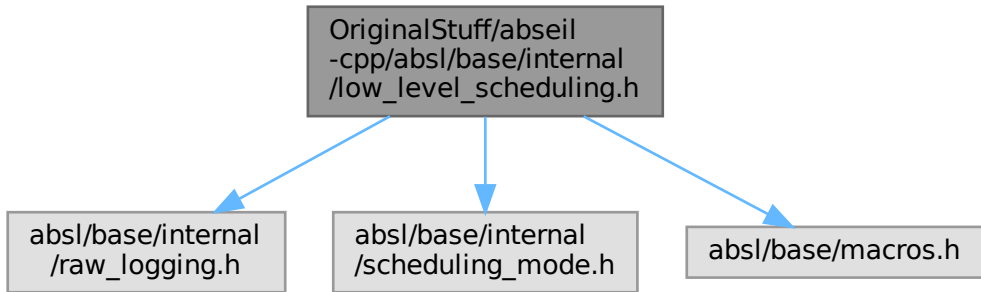 OriginalStuff/abseil
-cpp/absl/base/internal
/low_level_scheduling.h
absl/base/internal
/raw_logging.h
absl/base/internal
/scheduling_mode.h
absl/base/macros.h